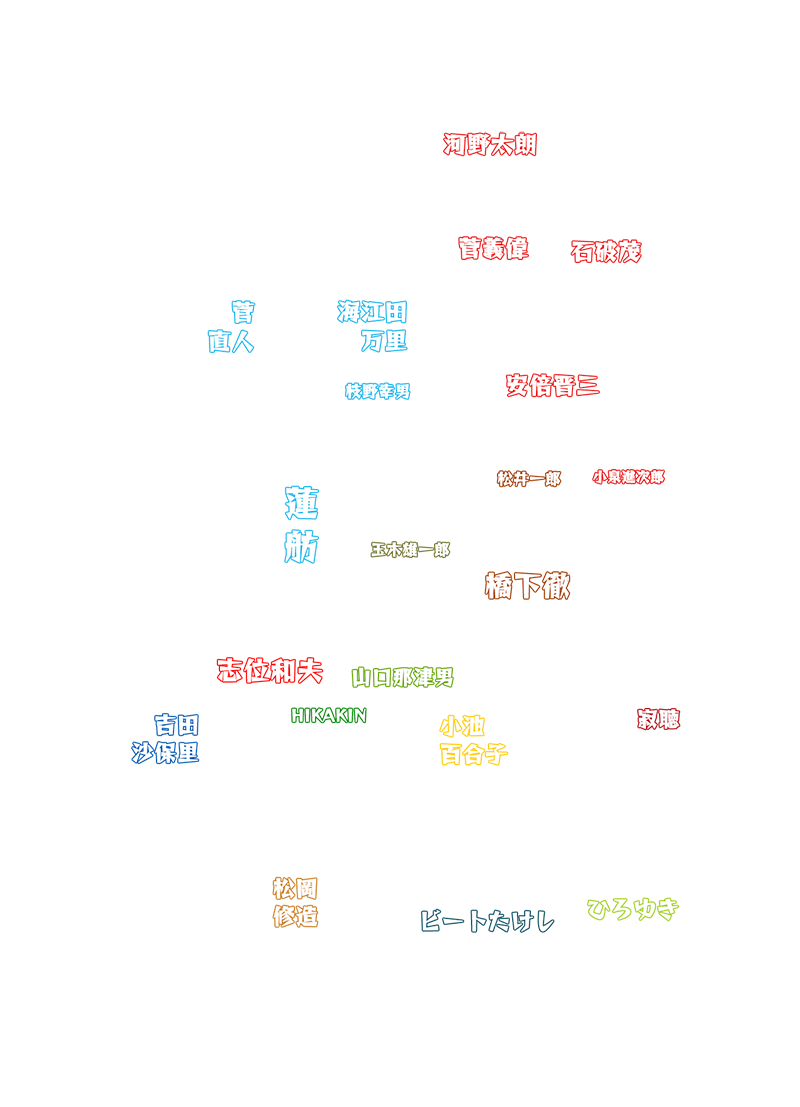 河野太朗
菅義偉
石破茂
菅
直人
海江田
万里
枝野幸男
安倍晋三
松井一郎
小泉進次郎
蓮
舫
玉木雄一郎
橋下徹
志位和夫
山口那津男
吉田
沙保里
HIKAKIN
小池
百合子
寂聴
松岡
修造
ビートたけし
ひろゆき